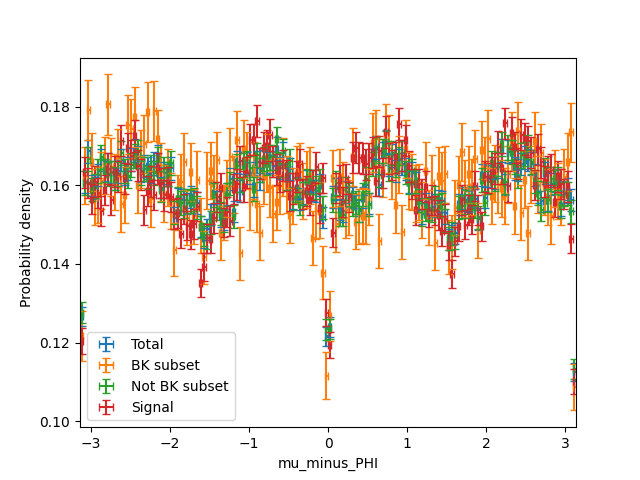 Probability density
0.18
0.16
0.14
0.12
0.10
Total
BK subset
Not BK subset
Signal
−3
−2
−1
0
1
2
3
mu_minus_PHI